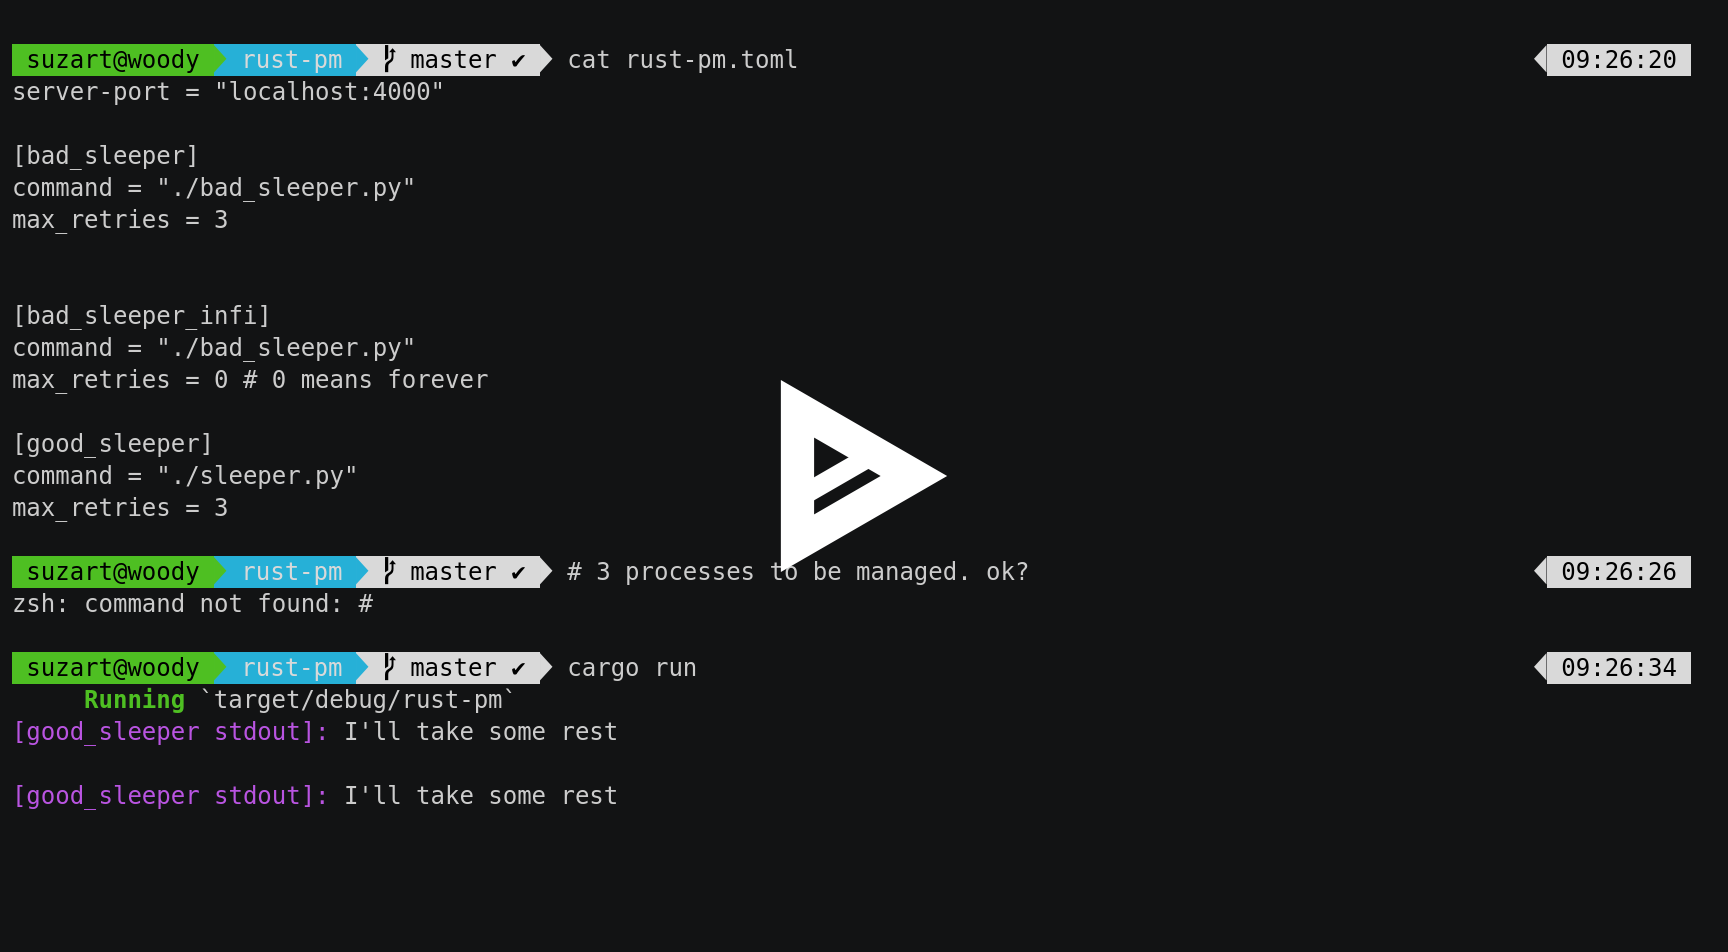 suzart@woody rust-pm master ✔ cat rust-pm.toml 09:26:20
server-port = "localhost:4000"
[bad_sleeper]
command = "./bad_sleeper.py"
max_retries = 3
[bad_sleeper_infi]
command = "./bad_sleeper.py"
max_retries = 0 # 0 means forever
[good_sleeper]
command = "./sleeper.py"
max_retries = 3
suzart@woody rust-pm master ✔ # 3 processes to be managed. ok? 09:26:26
zsh: command not found: #
suzart@woody rust-pm master ✔ cargo run 09:26:34
Running `target/debug/rust-pm`
[good_sleeper stdout]: I'll take some rest
[good_sleeper stdout]: I'll take some rest